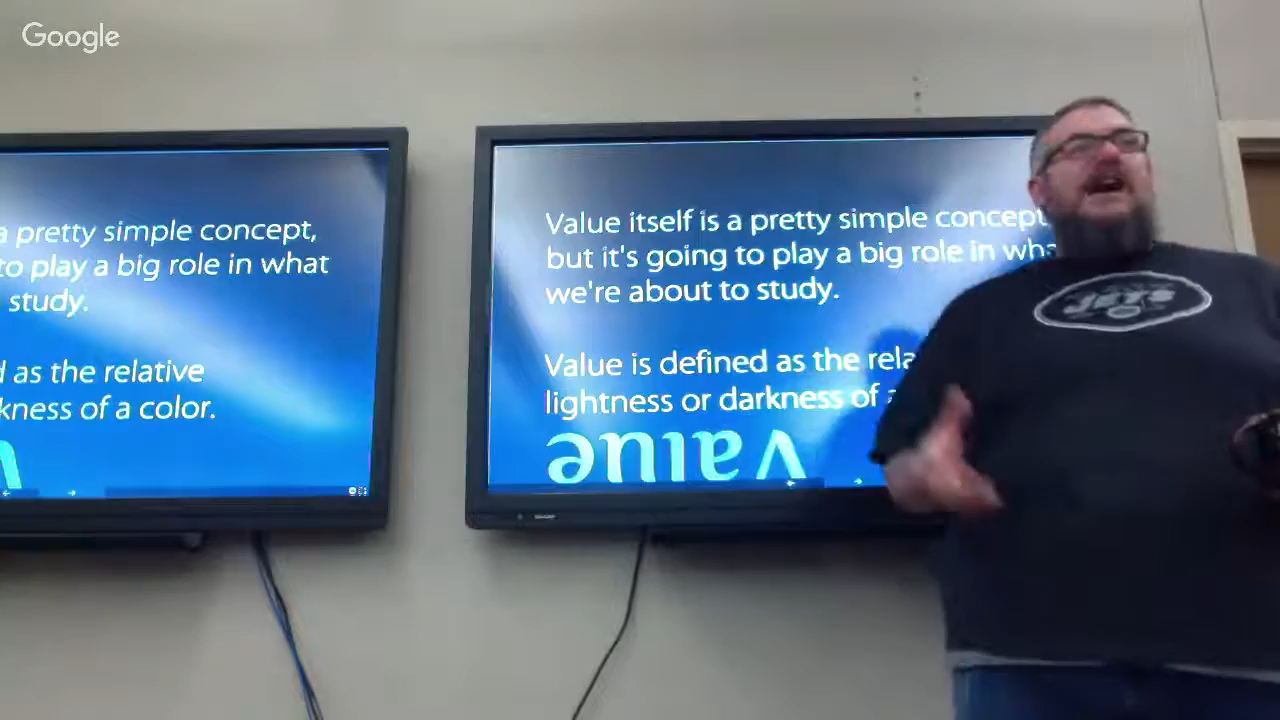 Google
a pretty simple concept,
to play a big role in what
study.
as the relative
kness of a color.
Value itself is a pretty simple concept
but it's going to play a big role in wha
we're about to study.
Value is defined as the rela
lightness or darkness of
Value
JETS